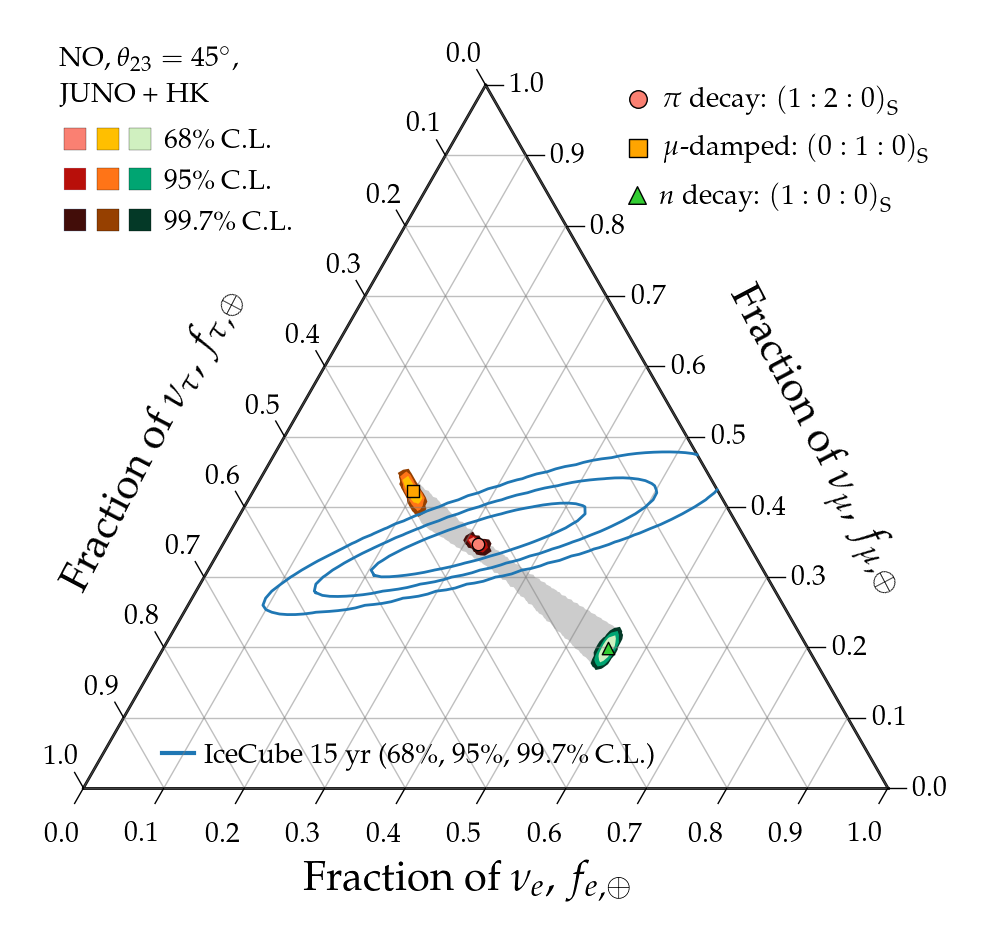 NO, θ₂₃ = 45°,
JUNO + HK
68% C.L.
95% C.L.
99.7% C.L.
π decay: (1 : 2 : 0)S
μ-damped: (0 : 1 : 0)S
n decay: (1 : 0 : 0)S
Fraction of ντ, fτ,⊕
0.0
0.1
0.2
0.3
0.4
0.5
0.6
0.7
0.8
0.9
1.0
Fraction of νμ, fμ,⊕
1.0
0.9
0.8
0.7
0.6
0.5
0.4
0.3
0.2
0.1
0.0
IceCube 15 yr (68%, 95%, 99.7% C.L.)
0.0 0.1 0.2 0.3 0.4 0.5 0.6 0.7 0.8 0.9 1.0
Fraction of νe, fe,⊕